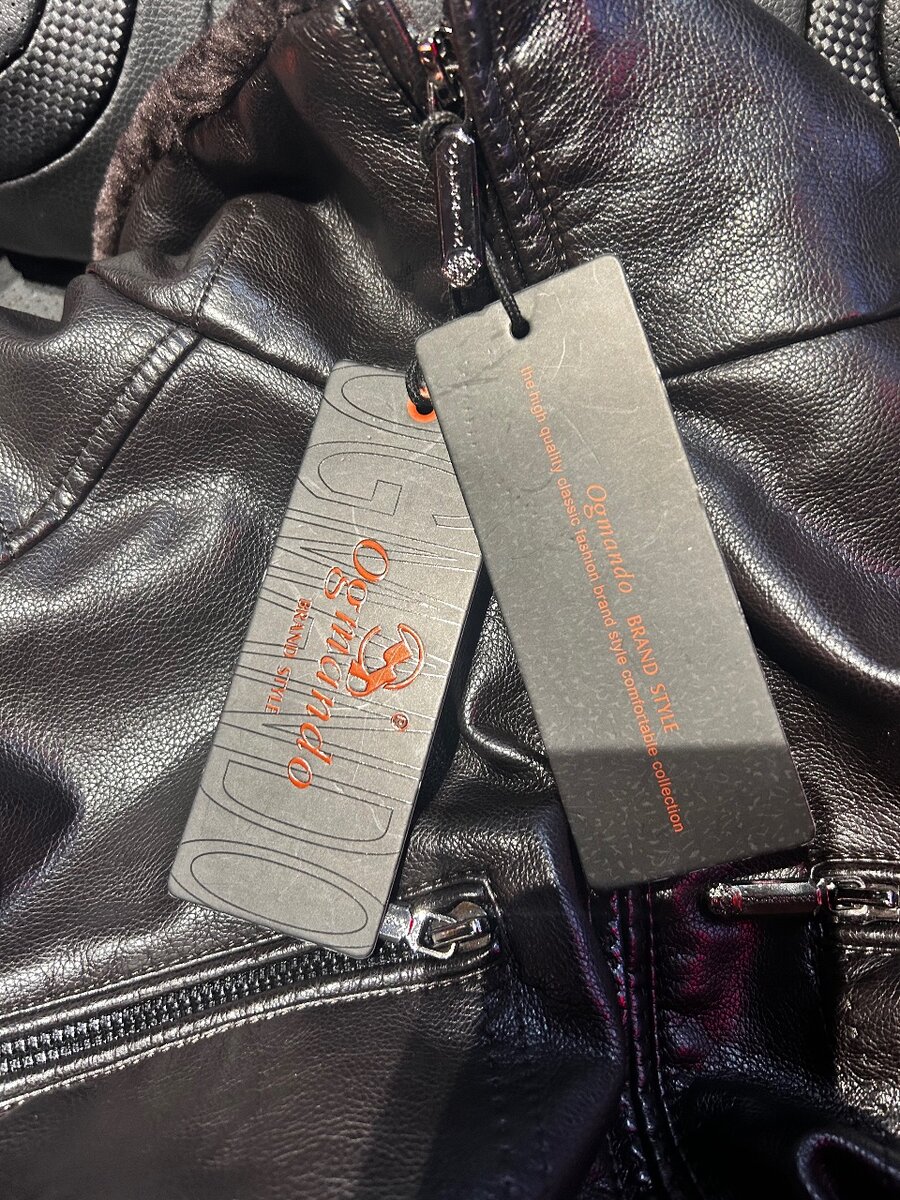 OGMANDO
Ogmando
®
BRAND STYLE
Ogmando BRAND STYLE
the high quality classic fashion brand style comfortable collection